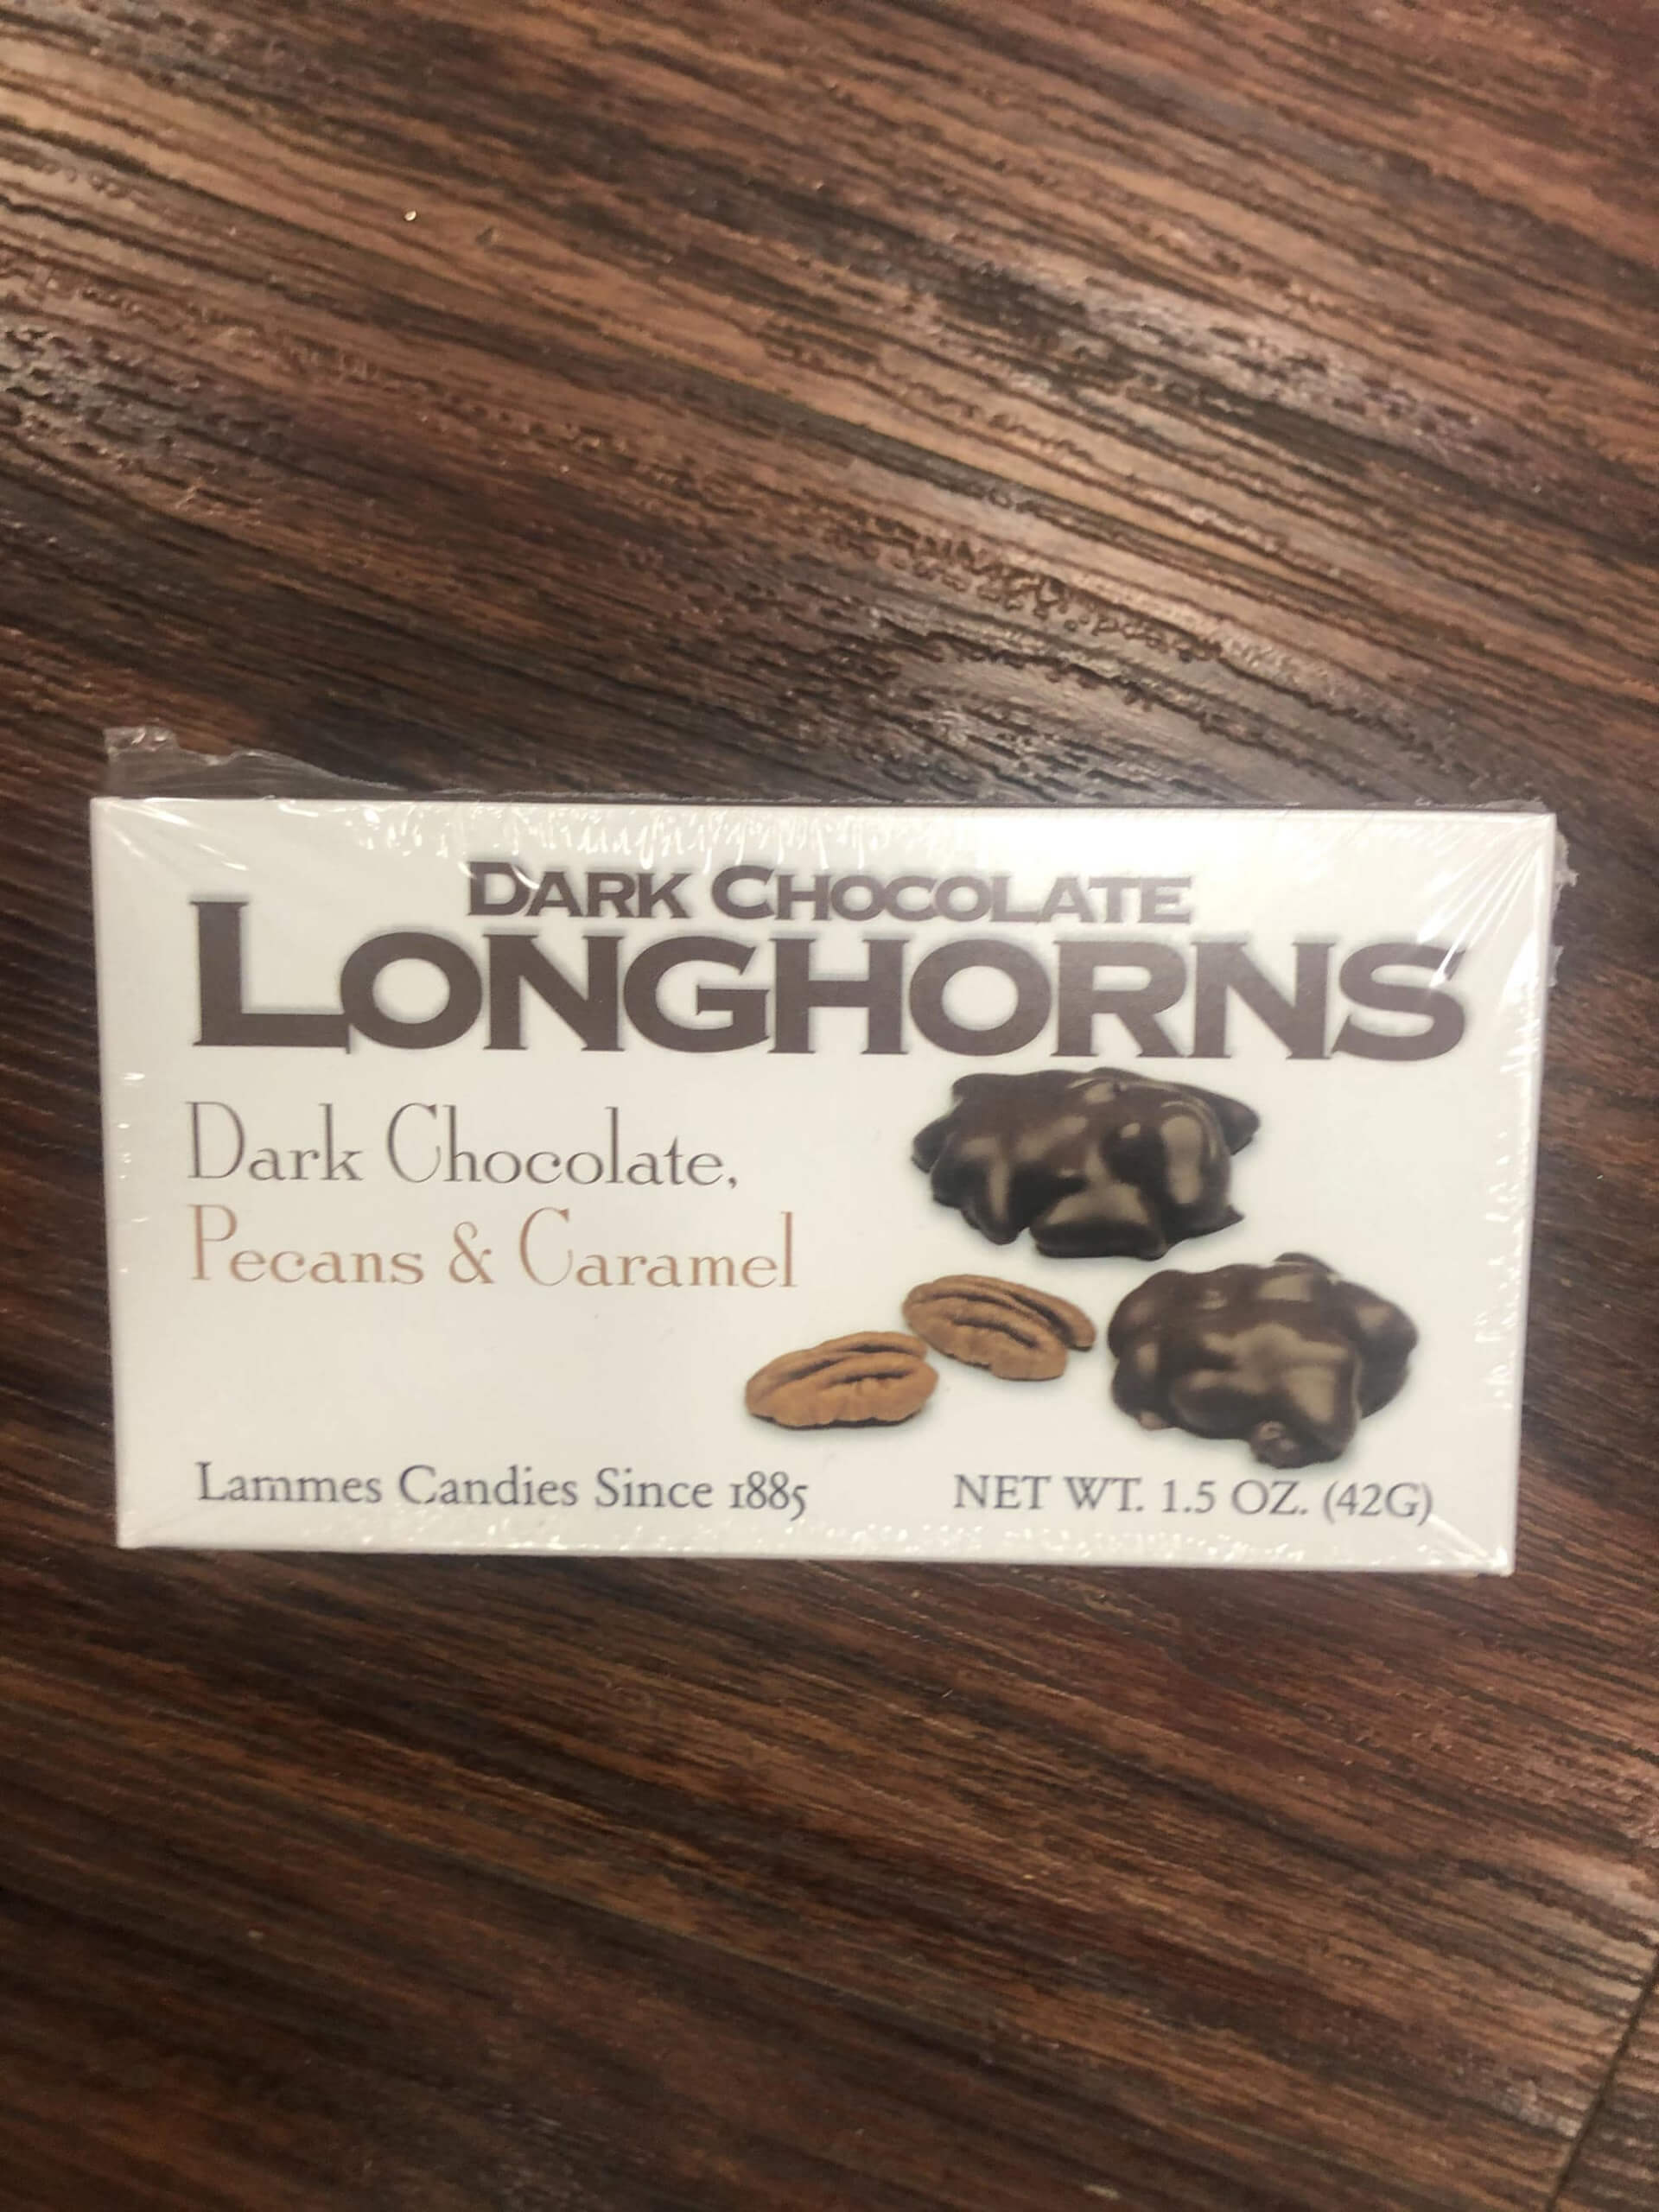 DARK CHOCOLATE
LONGHORNS
Dark Chocolate,
Pecans & Caramel
Lammes Candies Since 1885
NET WT. 1.5 OZ. (42G)